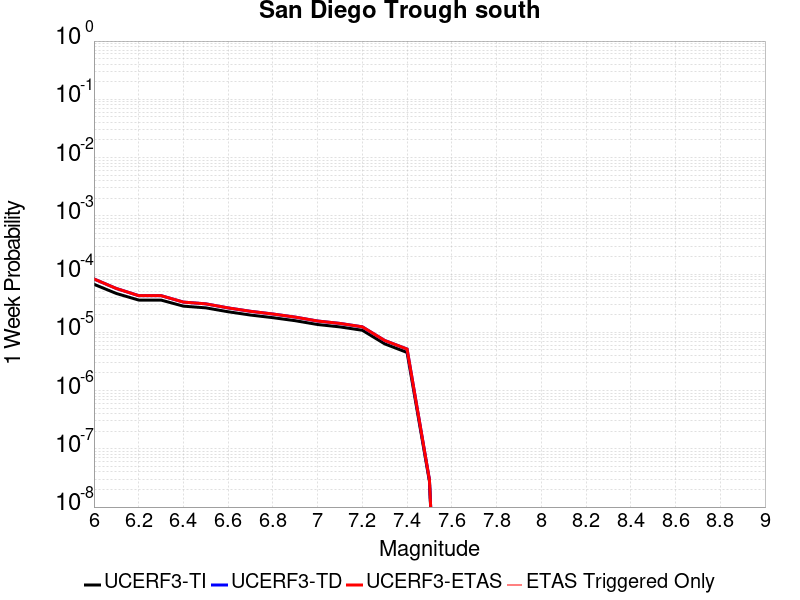 San Diego Trough south
10^0
10^-1
10^-2
10^-3
10^-4
10^-5
10^-6
10^-7
10^-8
1 Week Probability
6 6.2 6.4 6.6 6.8 7 7.2 7.4 7.6 7.8 8 8.2 8.4 8.6 8.8 9
Magnitude
UCERF3-TI UCERF3-TD UCERF3-ETAS ETAS Triggered Only